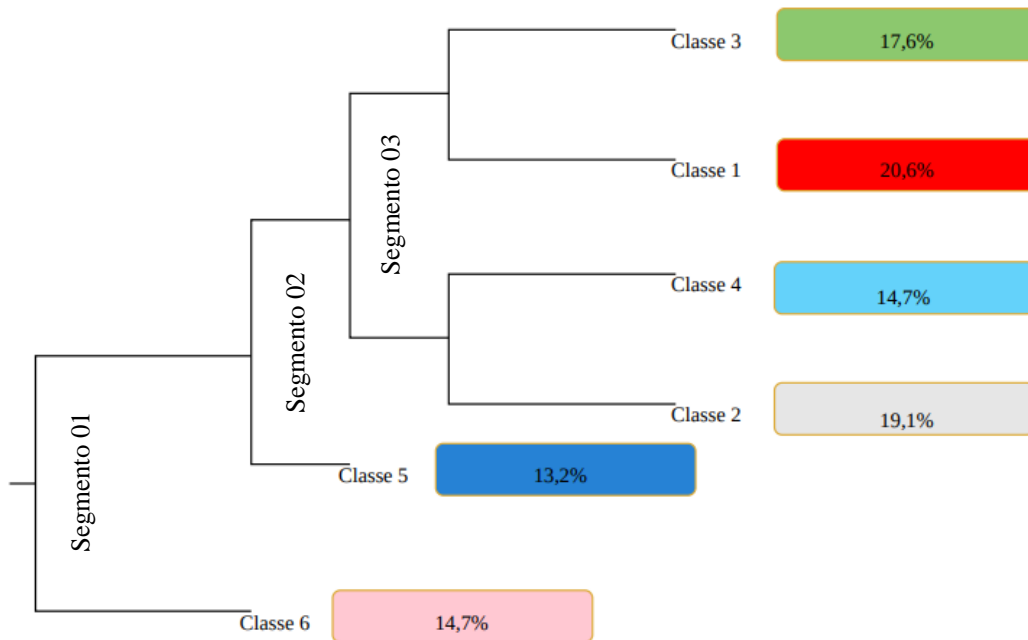 Classe 3
17,6%
Classe 1
20,6%
Segmento 03
Classe 4
14,7%
Segmento 02
Classe 2
19,1%
Segmento 01
Classe 5
13,2%
Classe 6
14,7%